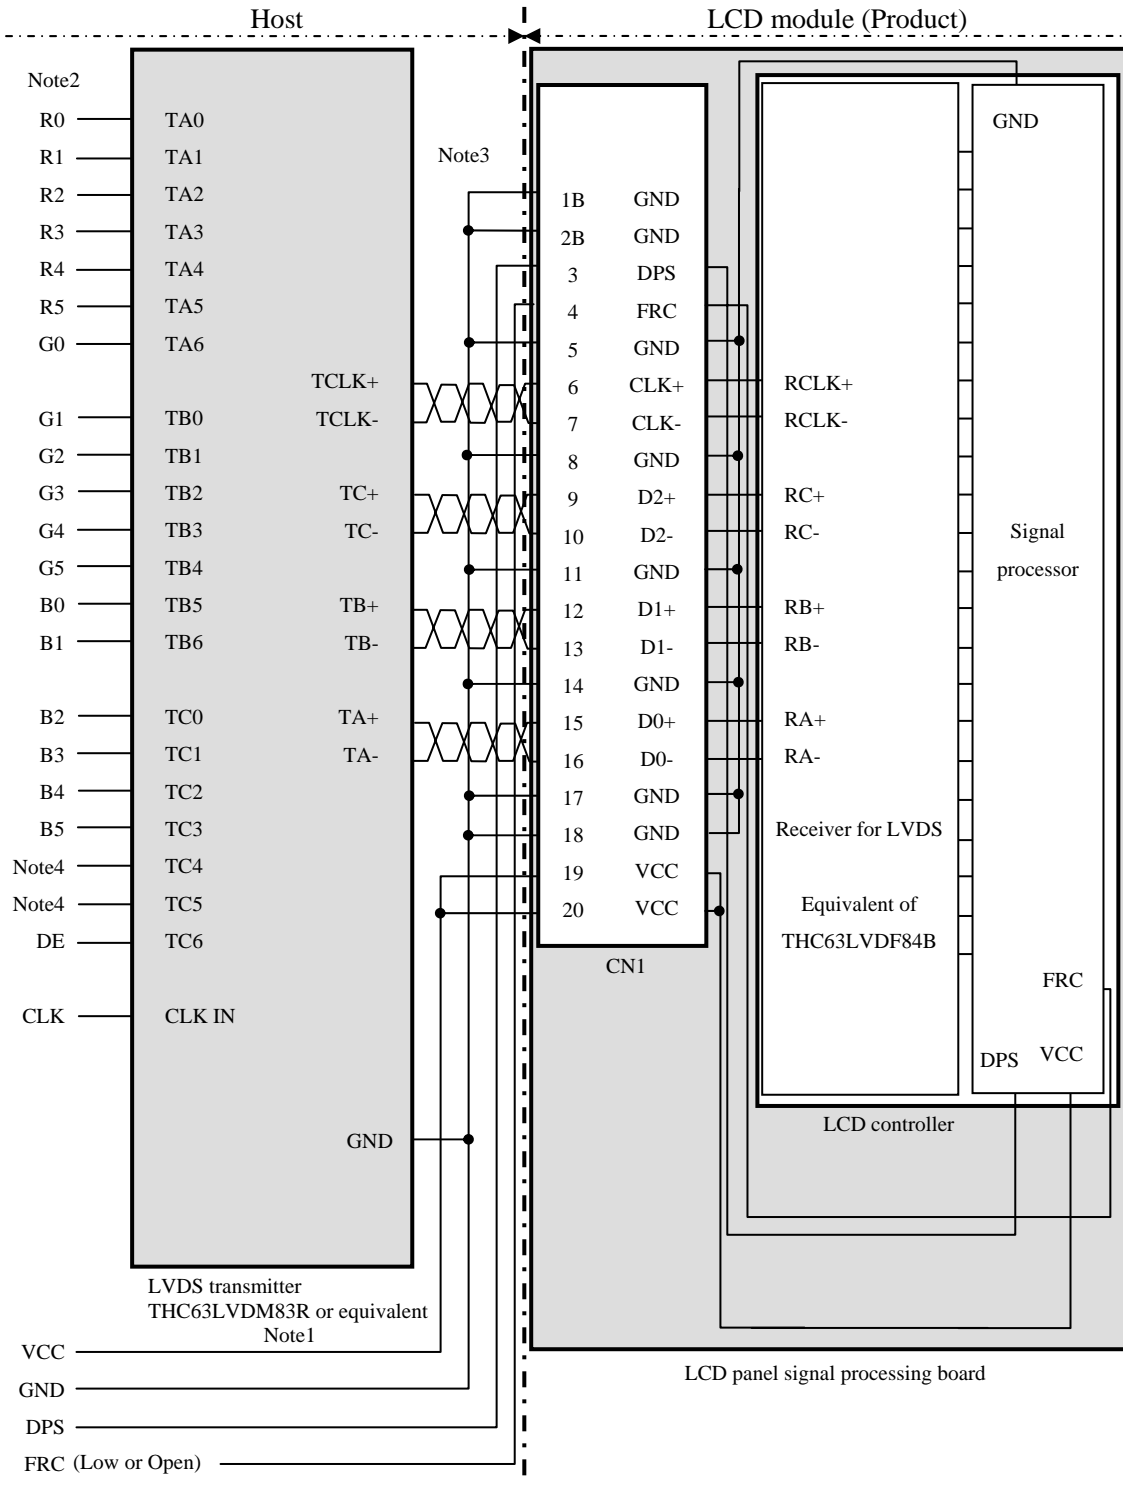 Host
LCD module (Product)
Note2
R0 TA0
R1 TA1
R2 TA2
R3 TA3
R4 TA4
R5 TA5
G0 TA6
TCLK+
G1 TB0 TCLK-
G2 TB1
G3 TB2 TC+
G4 TB3 TC-
G5 TB4
B0 TB5 TB+
B1 TB6 TB-
B2 TC0 TA+
B3 TC1 TA-
B4 TC2
B5 TC3
Note4 TC4
Note4 TC5
DE TC6
CLK CLK IN
GND
LVDS transmitter
THC63LVDM83R or equivalent
Note1
VCC
GND
DPS
FRC (Low or Open)
Note3
1B GND
2B GND
3 DPS
4 FRC
5 GND
6 CLK+
7 CLK-
8 GND
9 D2+
10 D2-
11 GND
12 D1+
13 D1-
14 GND
15 D0+
16 D0-
17 GND
18 GND
19 VCC
20 VCC
CN1
RCLK+
RCLK-
RC+
RC-
RB+
RB-
RA+
RA-
Receiver for LVDS
Equivalent of
THC63LVDF84B
GND
Signal
processor
FRC
DPS VCC
LCD controller
LCD panel signal processing board